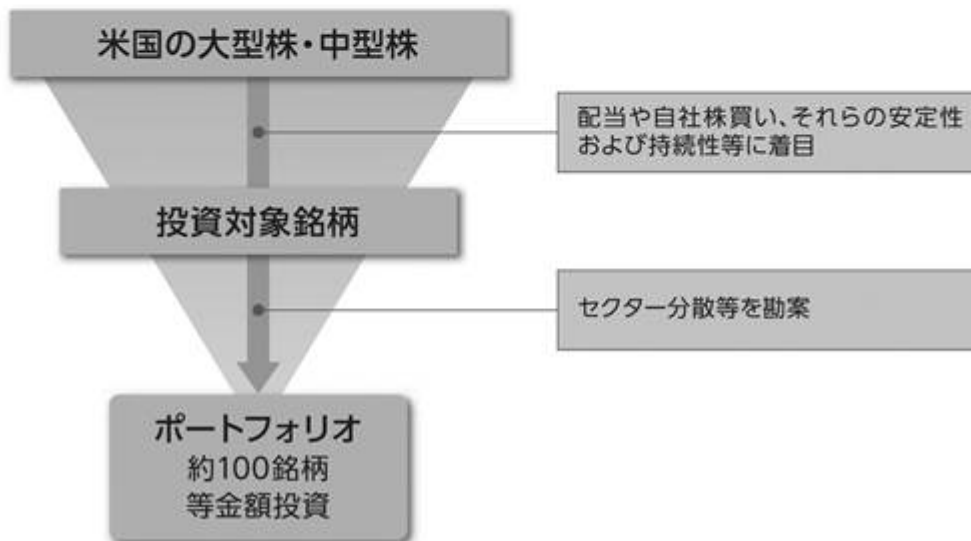 米国の大型株・中型株
配当や自社株買い、それらの安定性
および持続性等に着目
投資対象銘柄
セクター分散等を勘案
ポートフォリオ
約100銘柄
等金額投資